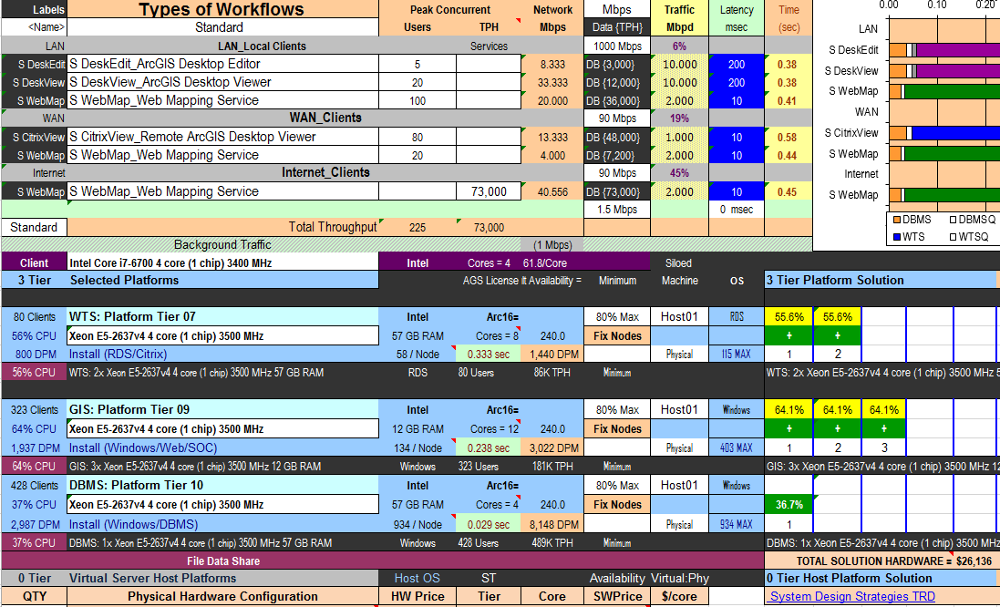 Labels Types of Workflows Peak Concurrent Network Mbps Traffic Latency Time 0.00 0.10 0.20
<Name> Standard Users TPH Mbps Data {TPH} Mbpd msec (sec)
LAN LAN_Local Clients Services 1000 Mbps 6% LAN
S DeskEdit S DeskEdit_ArcGIS Desktop Editor 5 8.333 DB {3,000} 10.000 200 0.38 S DeskEdit
S DeskView S DeskView_ArcGIS Desktop Viewer 20 33.333 DB {12,000} 10.000 200 0.38 S DeskView
S WebMap S WebMap_Web Mapping Service 100 20.000 DB {36,000} 2.000 10 0.41 S WebMap
WAN WAN_Clients 90 Mbps 19% WAN
S CitrixView S CitrixView_Remote ArcGIS Desktop Viewer 80 13.333 DB {48,000} 1.000 10 0.58 S CitrixView
S WebMap S WebMap_Web Mapping Service 20 4.000 DB {7,200} 2.000 10 0.44 S WebMap
Internet Internet_Clients 90 Mbps 45% Internet
S WebMap S WebMap_Web Mapping Service 73,000 40.556 DB {73,000} 2.000 10 0.45 S WebMap
1.5 Mbps 0 msec
Standard Total Throughput 225 73,000 DBMS DBMSQ
Background Traffic (1 Mbps) WTS WTSQ
Client Intel Core i7-6700 4 core (1 chip) 3400 MHz Intel Cores = 4 61.8/Core Siloed
3 Tier Selected Platforms AGS License # Availability = Minimum Machine OS 3 Tier Platform Solution
80 Clients WTS: Platform Tier 07 Intel Arc16= 80% Max Host01 RDS 55.6% 55.6%
56% CPU Xeon E5-2637v4 4 core (1 chip) 3500 MHz 57 GB RAM Cores = 8 240.0 Fix Nodes + +
800 DPM Install (RDS/Citrix) 58 / Node 0.333 sec 1,440 DPM Physical 115 MAX 1 2
56% CPU WTS: 2x Xeon E5-2637v4 4 core (1 chip) 3500 MHz 57 GB RAM RDS 80 Users 86K TPH Minimum WTS: 2x Xeon E5-2637v4 4 core (1 chip) 3500 MHz 5
323 Clients GIS: Platform Tier 09 Intel Arc16= 80% Max Host01 Windows 64.1% 64.1% 64.1%
64% CPU Xeon E5-2637v4 4 core (1 chip) 3500 MHz 12 GB RAM Cores = 12 240.0 Fix Nodes + + +
1,937 DPM Install (Windows/Web/SOC) 134 / Node 0.238 sec 3,022 DPM Physical 403 MAX 1 2 3
64% CPU GIS: 3x Xeon E5-2637v4 4 core (1 chip) 3500 MHz 12 GB RAM Windows 323 Users 181K TPH Minimum GIS: 3x Xeon E5-2637v4 4 core (1 chip) 3500 MHz 12
428 Clients DBMS: Platform Tier 10 Intel Arc16= 80% Max Host01 Windows
37% CPU Xeon E5-2637v4 4 core (1 chip) 3500 MHz 57 GB RAM Cores = 4 240.0 Fix Nodes 36.7%
2,987 DPM Install (Windows/DBMS) 934 / Node 0.029 sec 8,148 DPM Physical 934 MAX 1
37% CPU DBMS: 1x Xeon E5-2637v4 4 core (1 chip) 3500 MHz 57 GB RAM Windows 428 Users 489K TPH Minimum DBMS: 1x Xeon E5-2637v4 4 core (1 chip) 3500 MHz
File Data Share TOTAL SOLUTION HARDWARE = $26,136
0 Tier Virtual Server Host Platforms Host OS ST Availability Virtual:Phy 0 Tier Host Platform Solution
QTY Physical Hardware Configuration HW Price Tier Core SWPrice $/core System Design Strategies TRD